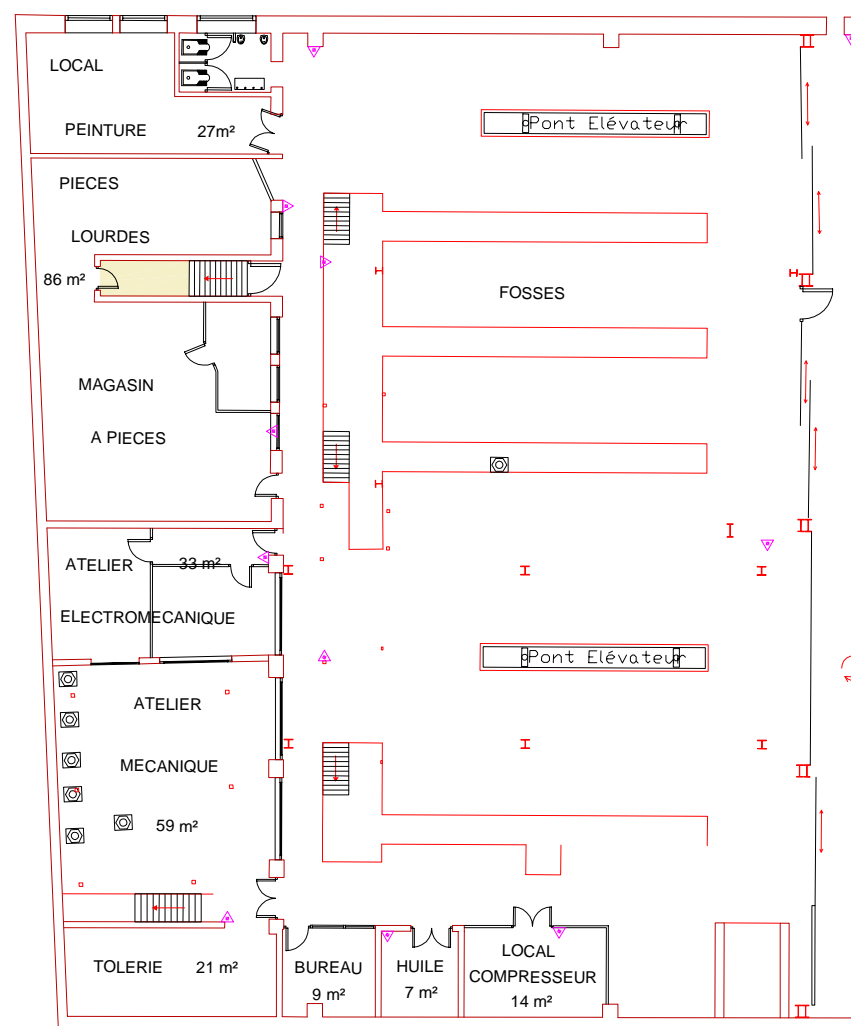 LOCAL
PEINTURE 27m²
Pont Elévateur
PIECES
LOURDES
86 m²
FOSSES
MAGASIN
A PIECES
ATELIER 33 m²
ELECTROMECANIQUE
Pont Elévateur
ATELIER
MECANIQUE
59 m²
TOLERIE 21 m²
BUREAU
9 m²
HUILE
7 m²
LOCAL
COMPRESSEUR
14 m²